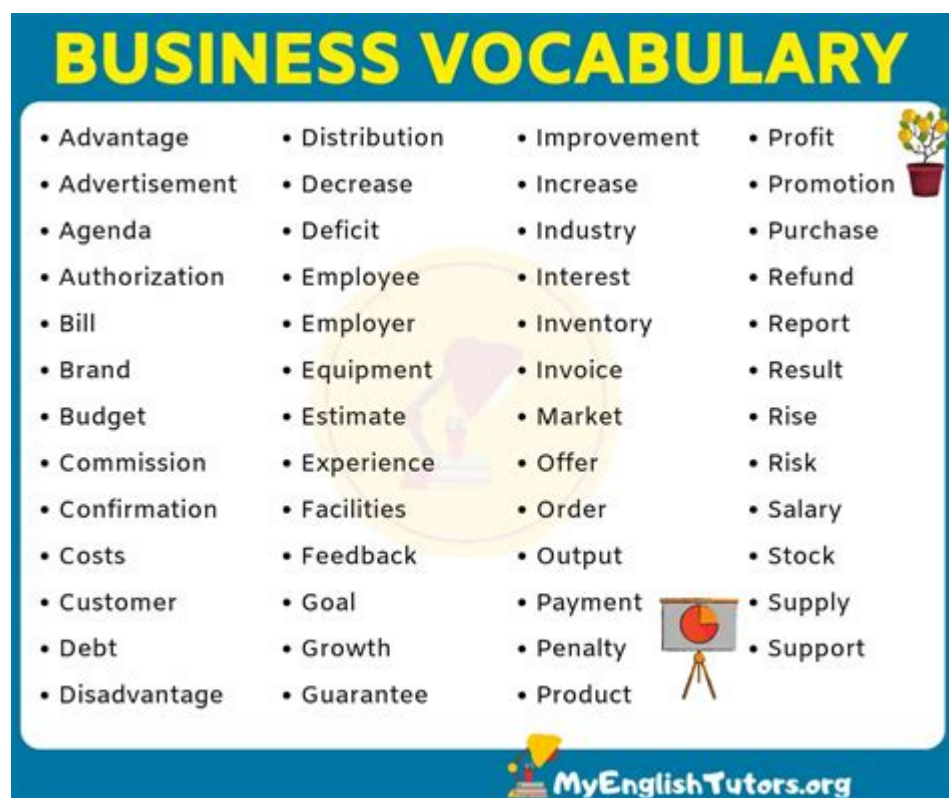 BUSINESS VOCABULARY
• Advantage
• Advertisement
• Agenda
• Authorization
• Bill
• Brand
• Budget
• Commission
• Confirmation
• Costs
• Customer
• Debt
• Disadvantage
• Distribution
• Decrease
• Deficit
• Employee
• Employer
• Equipment
• Estimate
• Experience
• Facilities
• Feedback
• Goal
• Growth
• Guarantee
• Improvement
• Increase
• Industry
• Interest
• Inventory
• Invoice
• Market
• Offer
• Order
• Output
• Payment
• Penalty
• Product
• Profit
• Promotion
• Purchase
• Refund
• Report
• Result
• Rise
• Risk
• Salary
• Stock
• Supply
• Support
MyEnglishTutors.org